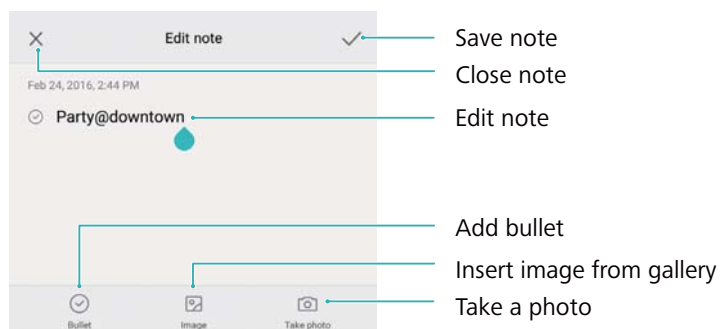 Edit note
Save note
Close note
Feb 24, 2016, 2:44 PM
Party@downtown
Edit note
Add bullet
Insert image from gallery
Take a photo
Bullet
Image
Take photo